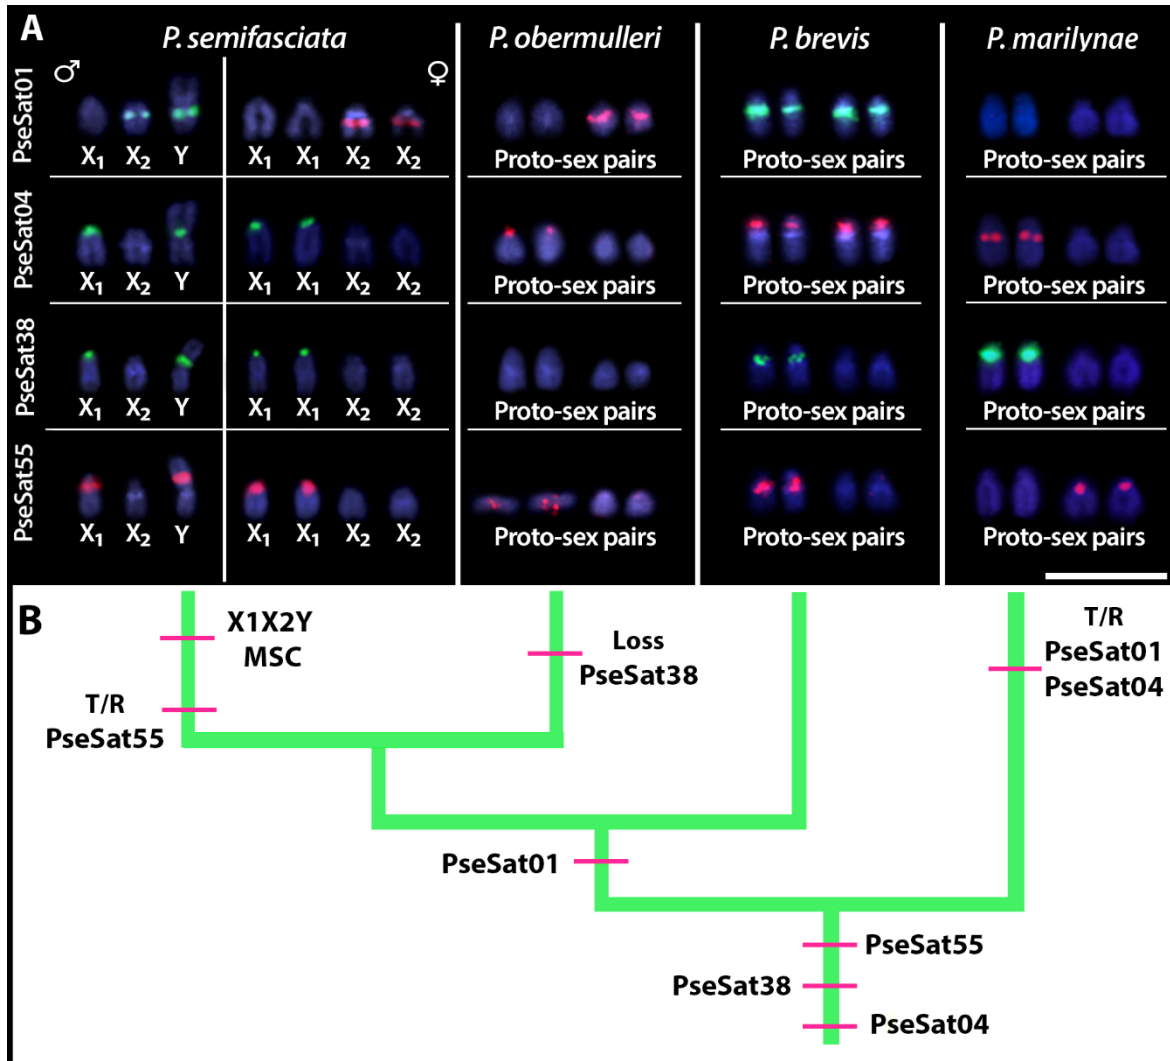 A
P. semifasciata
P. obermulleri
P. brevis
P. marilynae
♂
♀
PseSat01
X1 X2 Y
X1 X1 X2 X2
Proto-sex pairs
Proto-sex pairs
Proto-sex pairs
PseSat04
X1 X2 Y
X1 X1 X2 X2
Proto-sex pairs
Proto-sex pairs
Proto-sex pairs
PseSat38
X1 X2 Y
X1 X1 X2 X2
Proto-sex pairs
Proto-sex pairs
Proto-sex pairs
PseSat55
X1 X2 Y
X1 X1 X2 X2
Proto-sex pairs
Proto-sex pairs
Proto-sex pairs
B
X1X2Y
MSC
T/R
PseSat55
Loss
PseSat38
T/R
PseSat01
PseSat04
PseSat01
PseSat55
PseSat38
PseSat04